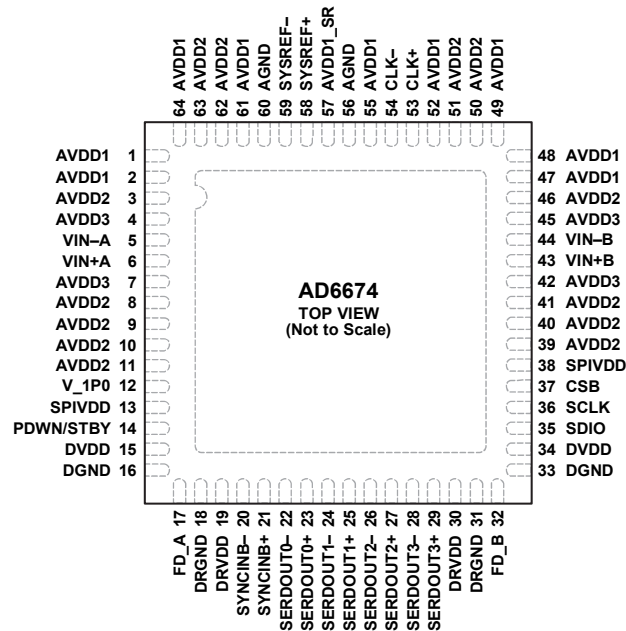 64 AVDD1
63 AVDD2
62 AVDD2
61 AVDD1
60 AGND
59 SYSREF–
58 SYSREF+
57 AVDD1_SR
56 AGND
55 AVDD1
54 CLK–
53 CLK+
52 AVDD1
51 AVDD2
50 AVDD2
49 AVDD1
AVDD1 1
AVDD1 2
AVDD2 3
AVDD3 4
VIN–A 5
VIN+A 6
AVDD3 7
AVDD2 8
AVDD2 9
AVDD2 10
AVDD2 11
V_1P0 12
SPIVDD 13
PDWN/STBY 14
DVDD 15
DGND 16
AD6674
TOP VIEW
(Not to Scale)
48 AVDD1
47 AVDD1
46 AVDD2
45 AVDD3
44 VIN–B
43 VIN+B
42 AVDD3
41 AVDD2
40 AVDD2
39 AVDD2
38 SPIVDD
37 CSB
36 SCLK
35 SDIO
34 DVDD
33 DGND
FD_A 17
DRGND 18
DRVDD 19
SYNCINB– 20
SYNCINB+ 21
SERDOUT0– 22
SERDOUT0+ 23
SERDOUT1– 24
SERDOUT1+ 25
SERDOUT2– 26
SERDOUT2+ 27
SERDOUT3– 28
SERDOUT3+ 29
DRVDD 30
DRGND 31
FD_B 32